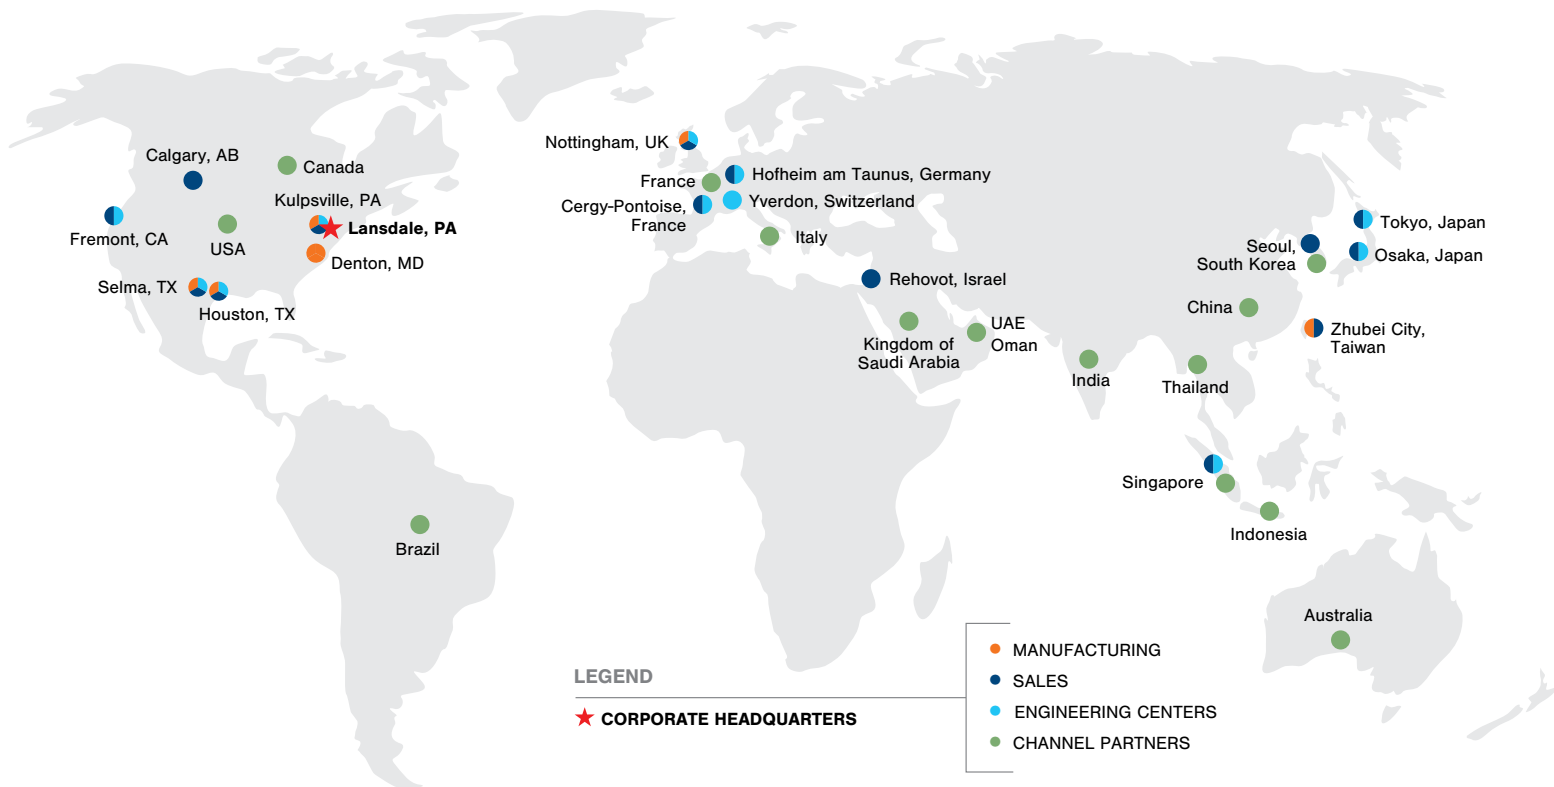 Calgary, AB
Canada
Kulpsville, PA
Lansdale, PA
Fremont, CA
USA
Denton, MD
Selma, TX
Houston, TX
Brazil
Nottingham, UK
Hofheim am Taunus, Germany
France
Yverdon, Switzerland
Cergy-Pontoise,
France
Italy
Rehovot, Israel
Kingdom of
Saudi Arabia
UAE
Oman
India
Thailand
China
Seoul,
South Korea
Tokyo, Japan
Osaka, Japan
Zhubei City,
Taiwan
Singapore
Indonesia
Australia
LEGEND
CORPORATE HEADQUARTERS
MANUFACTURING
SALES
ENGINEERING CENTERS
CHANNEL PARTNERS